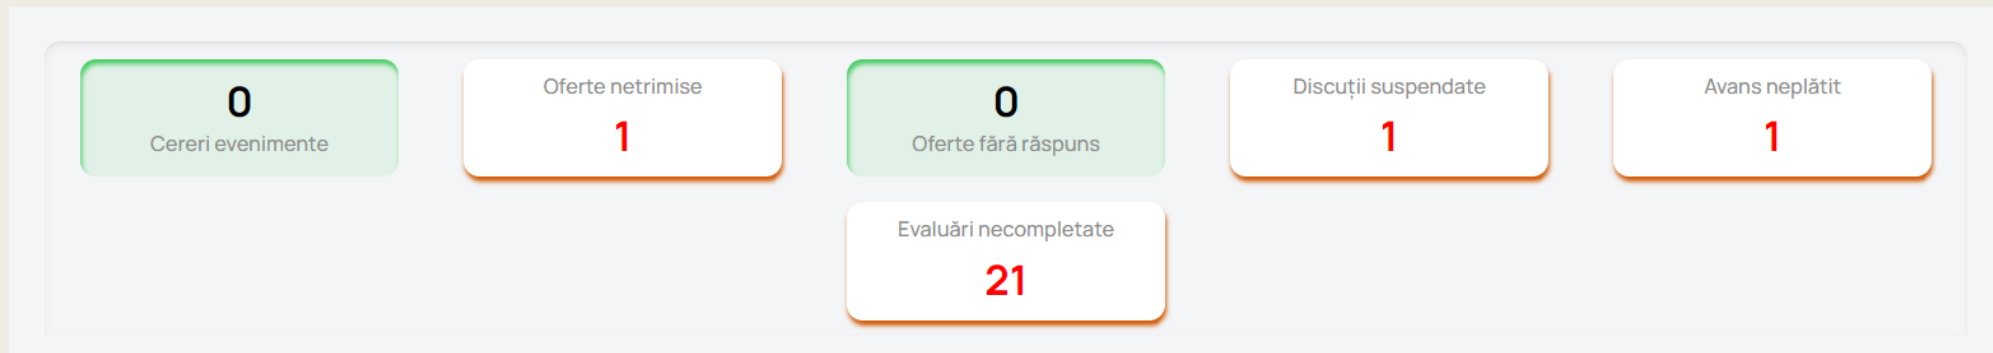 0
Cereri evenimente
Oferte netrimise
1
0
Oferte fără răspuns
Discuții suspendate
1
Avans neplătit
1
Evaluări necompletate
21